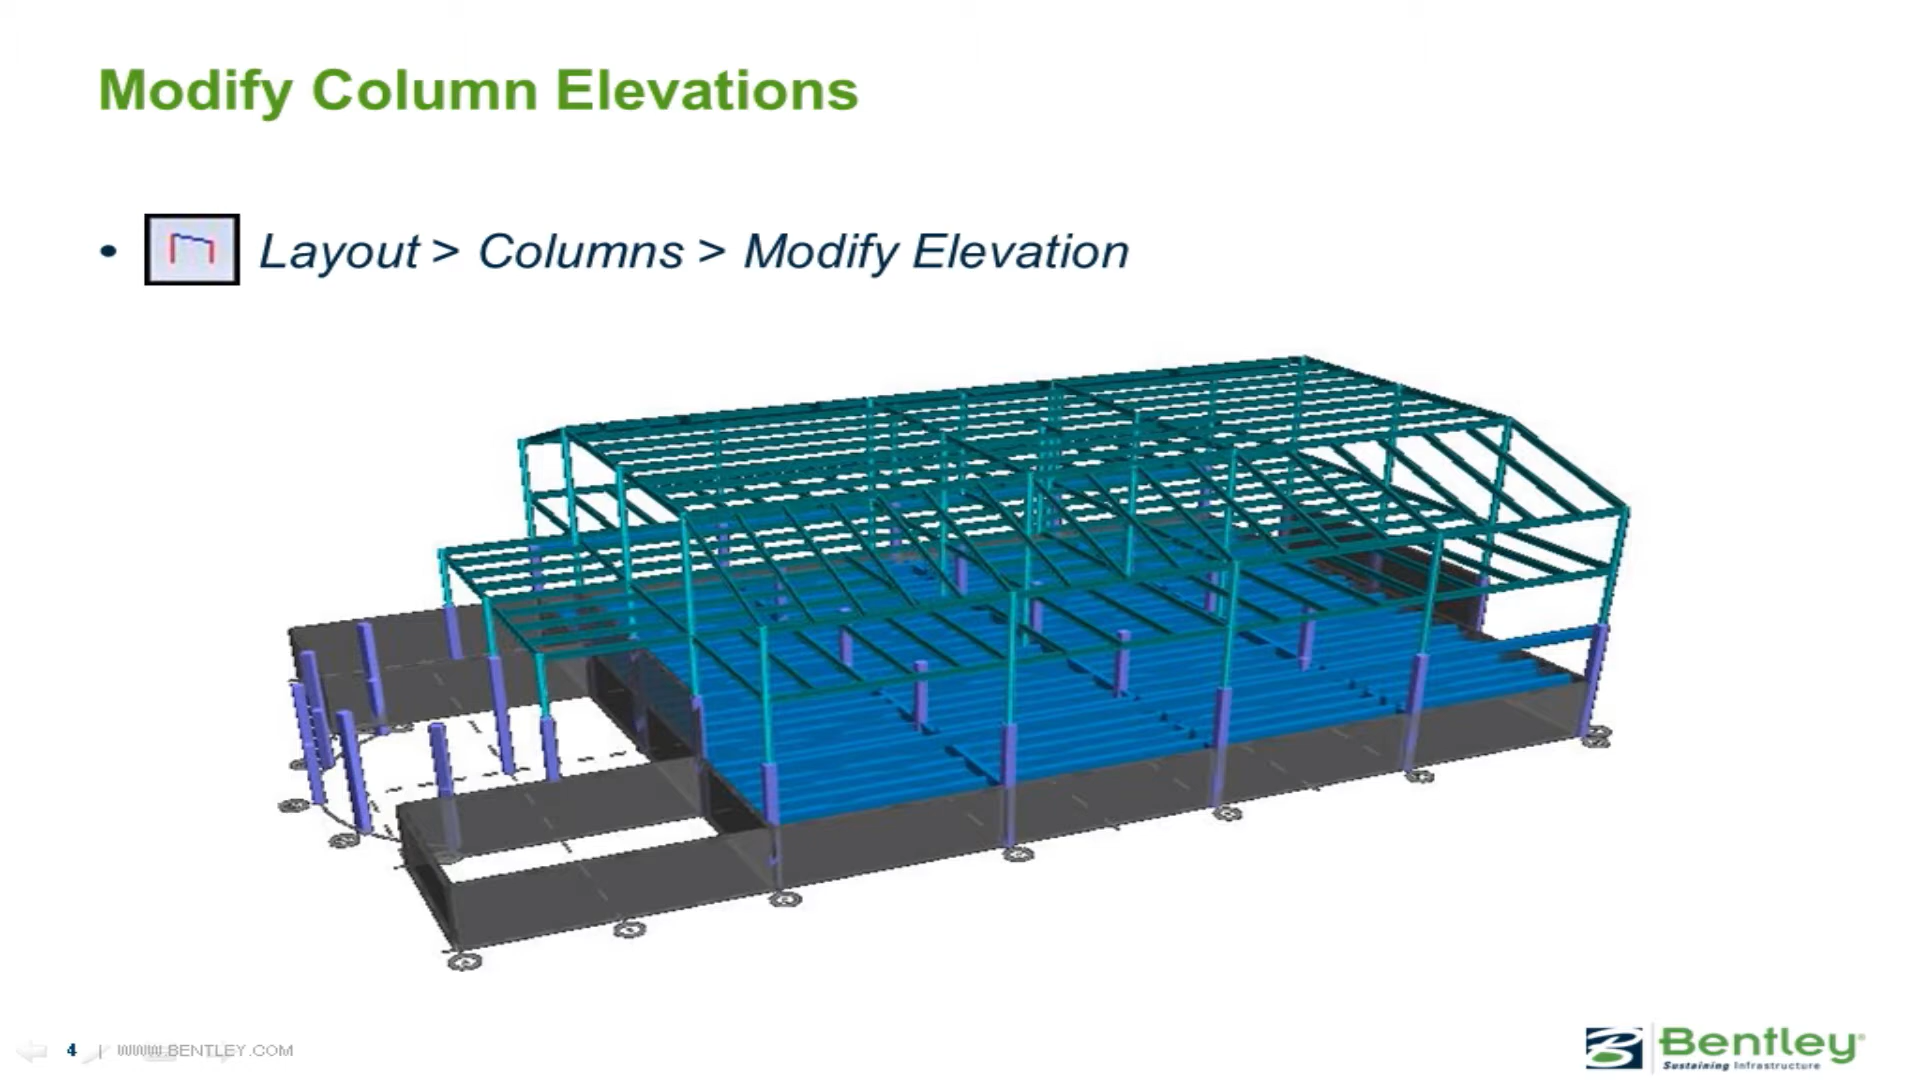 Modify Column Elevations
• Layout > Columns > Modify Elevation
4 | WWW.BENTLEY.COM
Bentley®
Sustaining Infrastructure